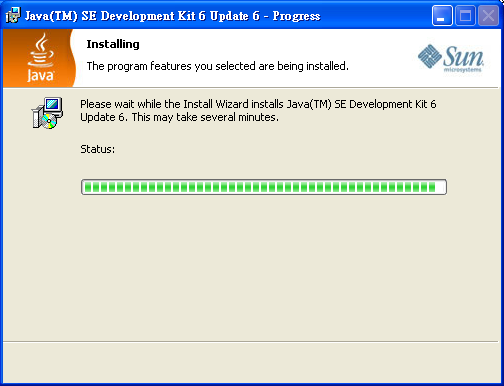 Java(TM) SE Development Kit 6 Update 6 - Progress
Installing
The program features you selected are being installed.
Java
Sun
microsystems
Please wait while the Install Wizard installs Java(TM) SE Development Kit 6
Update 6. This may take several minutes.
Status: